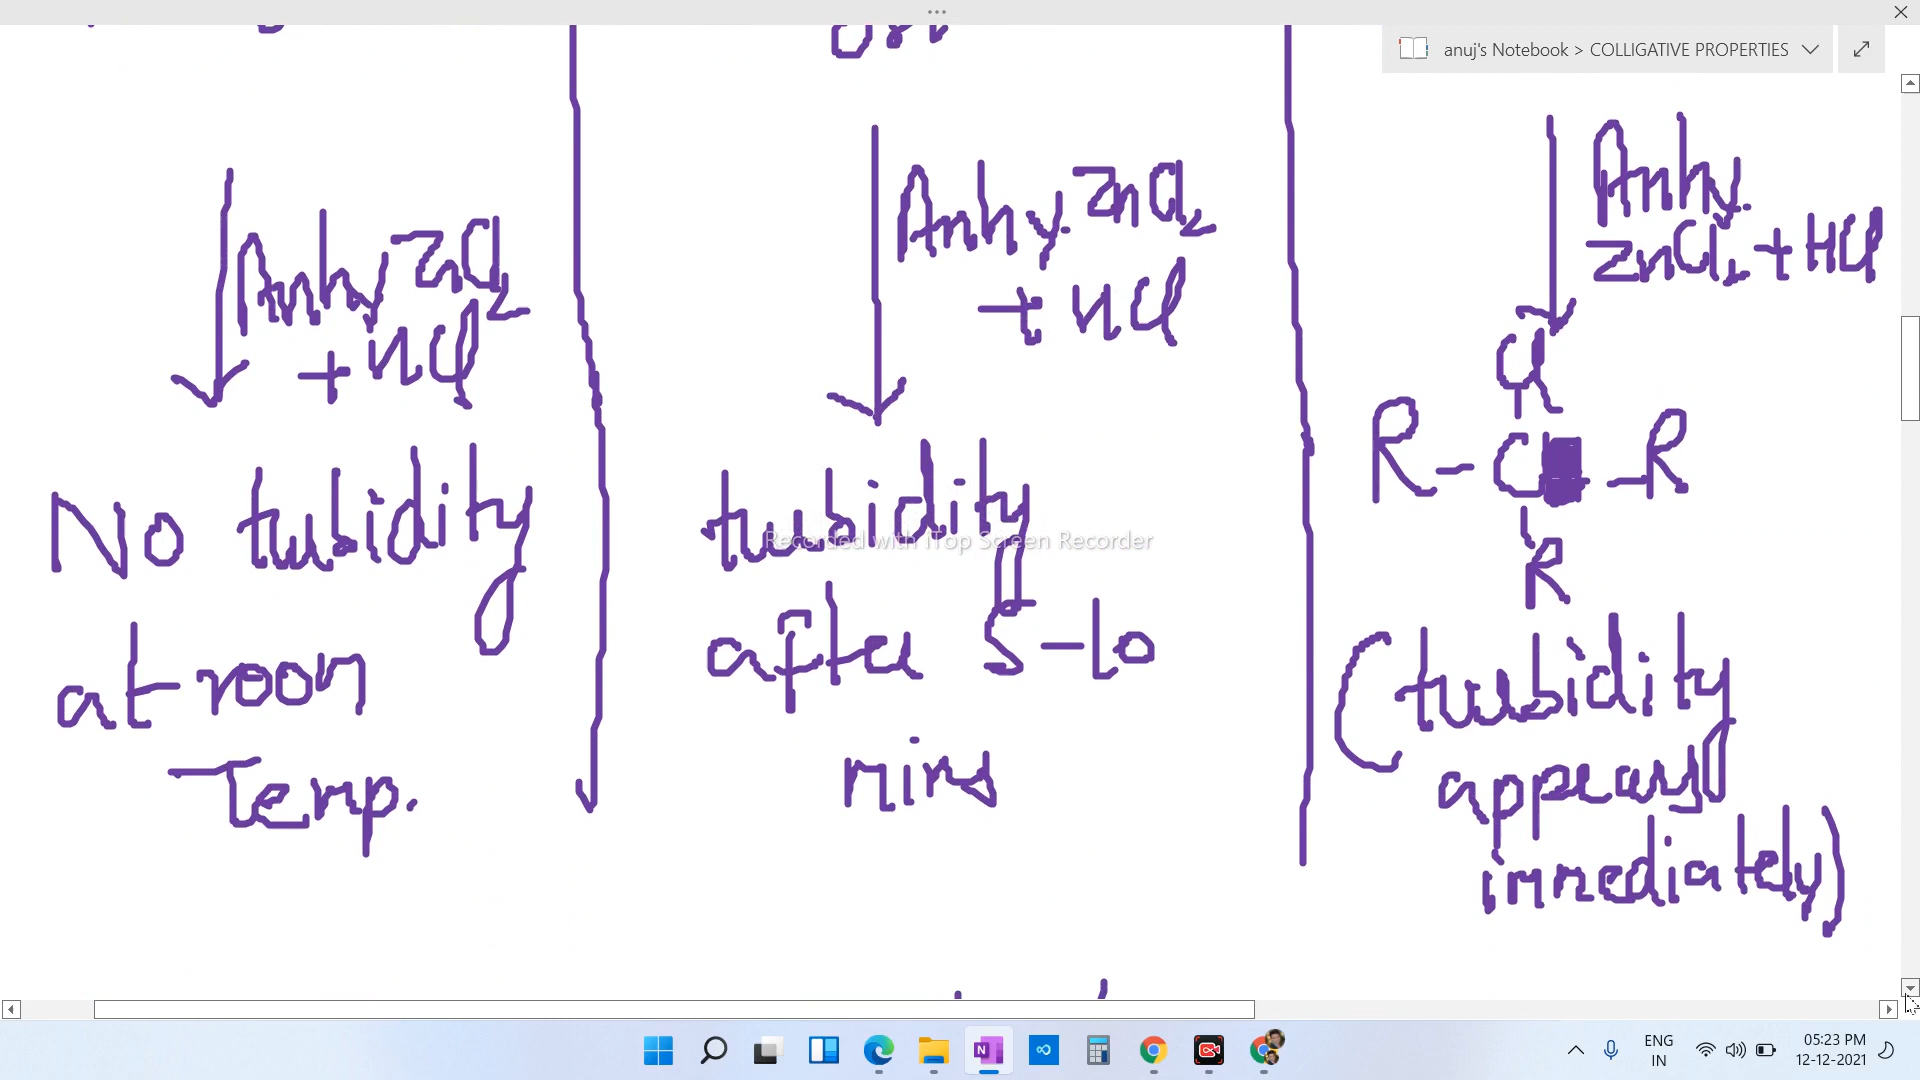 anuj's Notebook > COLLIGATIVE PROPERTIES
Anhy ZnCl2
+ HCl
No tubidity
at room
Temp.
Anhy. ZnCl2
+ HCl
tubidity
after 5-10
mins
Anhy.
ZnCl2 + HCl
Cl
R - C - R
R
(tubidity
appears
immediately)
Recorded with iTop Screen Recorder
ENG
IN
05:23 PM
12-12-2021